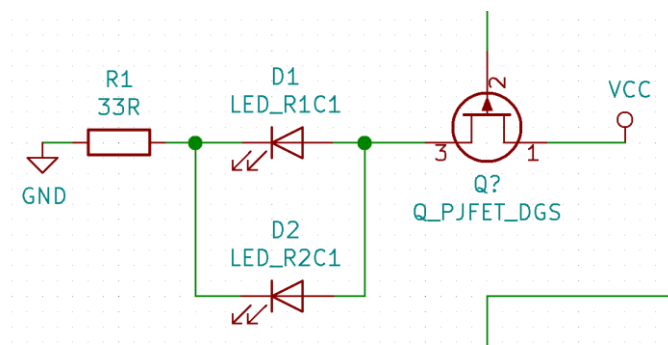 R1
33R
GND
D1
LED_R1C1
D2
LED_R2C1
2
3
1
Q?
Q_PJFET_DGS
VCC